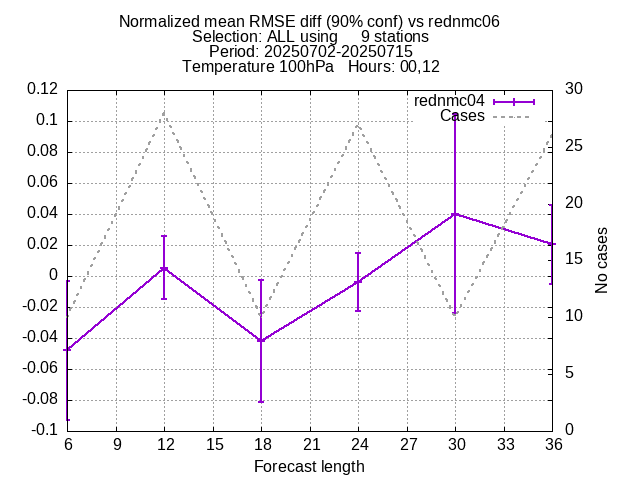 Normalized mean RMSE diff (90% conf) vs rednmc06
Selection: ALL using     9 stations
Period: 20250702-20250715
Temperature 100hPa   Hours: 00,12
rednmc04
Cases
0.12
0.1
0.08
0.06
0.04
0.02
0
-0.02
-0.04
-0.06
-0.08
-0.1
30
25
20
15
10
5
0
No cases
6 9 12 15 18 21 24 27 30 33 36
Forecast length